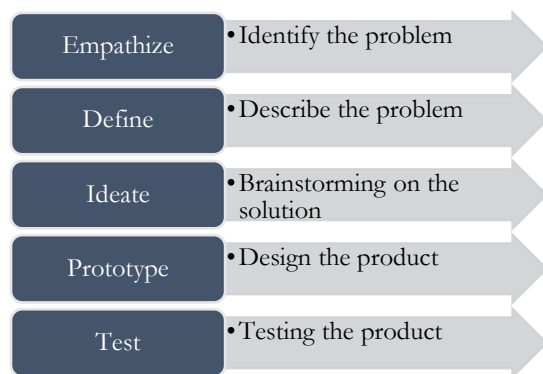 Empathize
•Identify the problem
Define
•Describe the problem
Ideate
•Brainstorming on the
solution
Prototype
•Design the product
Test
•Testing the product